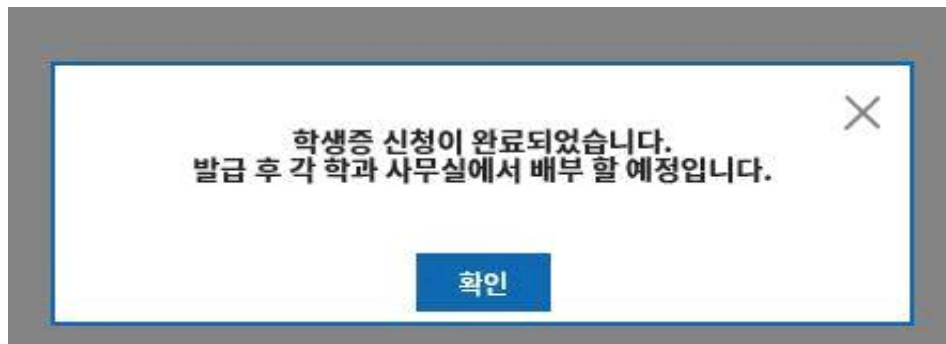 학생증 신청이 완료되었습니다.
발급 후 각 학과 사무실에서 배부 할 예정입니다.
확인